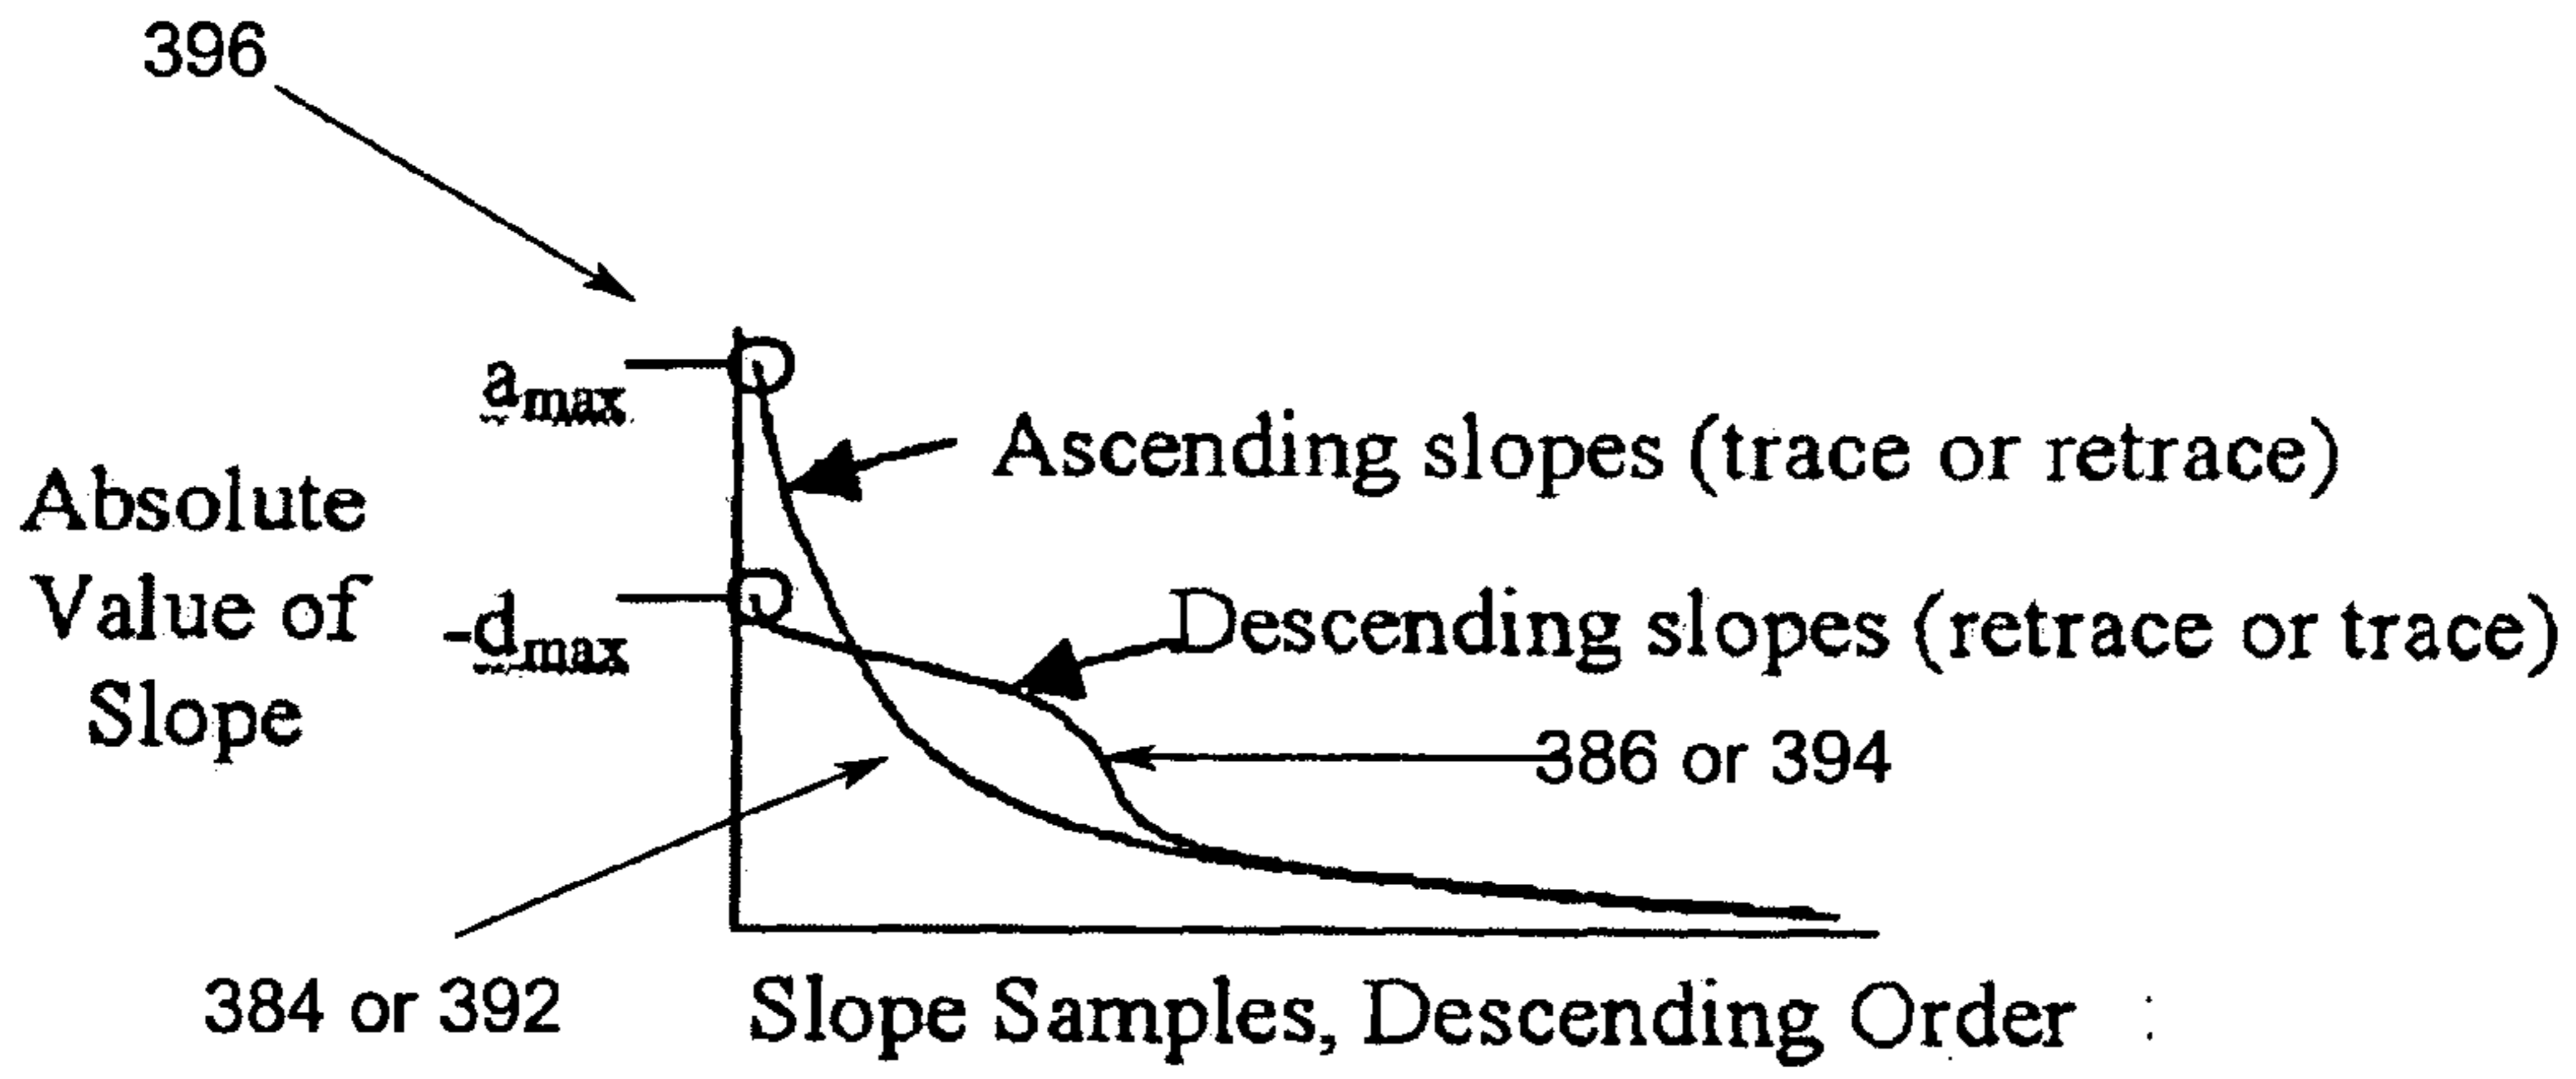 396
a_max
Ascending slopes (trace or retrace)
Absolute
Value of
Slope
-d_max
Descending slopes (retrace or trace)
386 or 394
384 or 392
Slope Samples, Descending Order